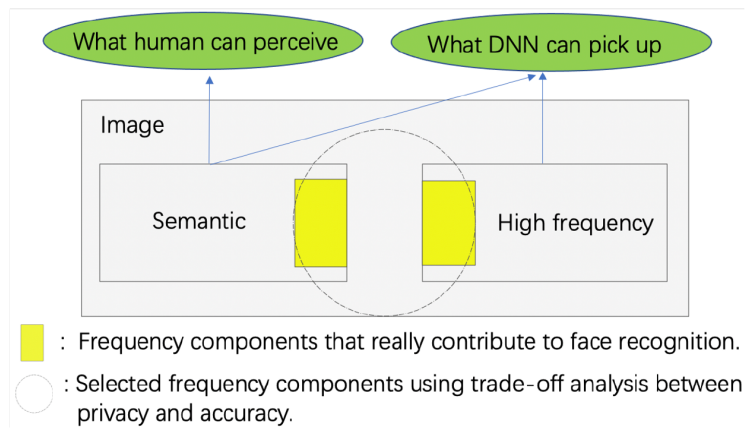 What human can perceive
What DNN can pick up
Image
Semantic
High frequency
: Frequency components that really contribute to face recognition.
: Selected frequency components using trade-off analysis between
privacy and accuracy.